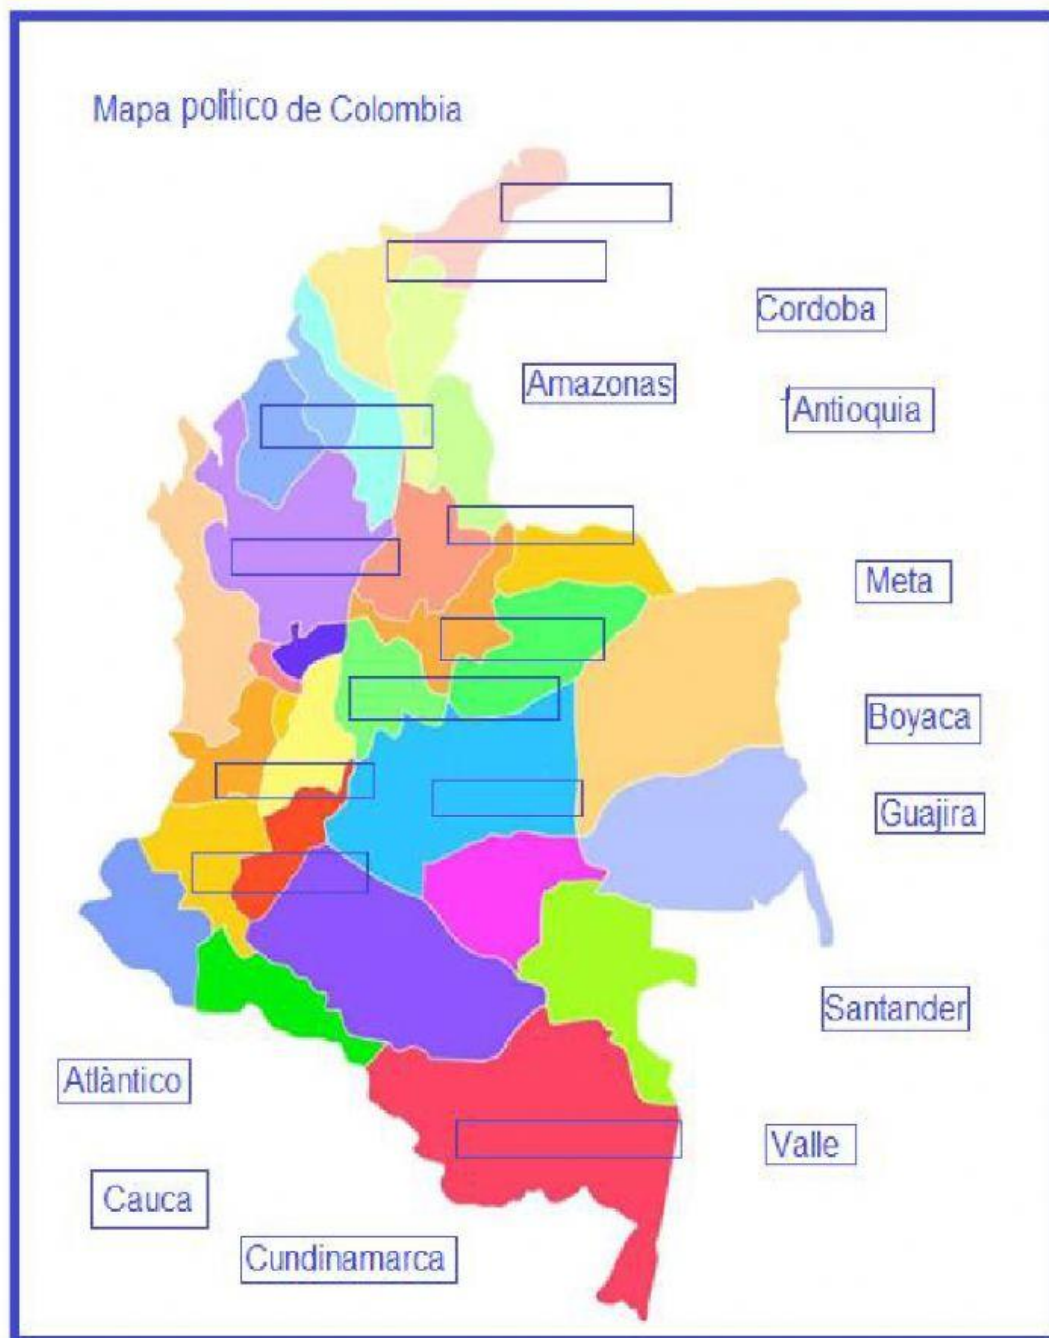 Mapa politico de Colombia
Cordoba
Amazonas
Antioquia
Meta
Boyaca
Guajira
Santander
Atlàntico
Valle
Cauca
Cundinamarca